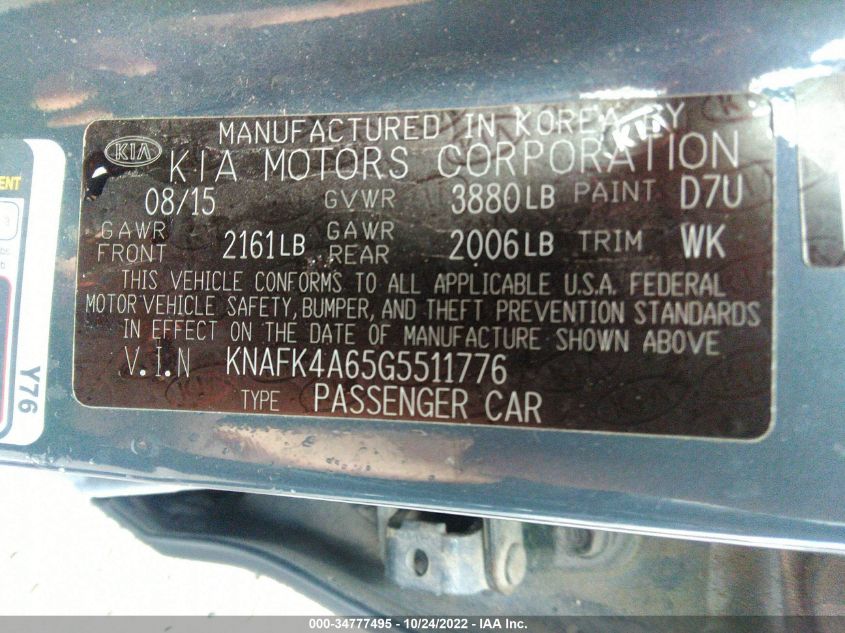 MANUFACTURED IN KOREA BY
KIA
KIA MOTORS CORPORATION
08/15 GVWR 3880LB PAINT D7U
GAWR FRONT 2161LB GAWR REAR 2006LB TRIM WK
THIS VEHICLE CONFORMS TO ALL APPLICABLE U.S.A. FEDERAL
MOTOR VEHICLE SAFETY, BUMPER, AND THEFT PREVENTION STANDARDS
IN EFFECT ON THE DATE OF MANUFACTURE SHOWN ABOVE
V.I.N KNAFK4A65G5511776
TYPE PASSENGER CAR
Y76
000-34777495 - 10/24/2022 - IAA Inc.